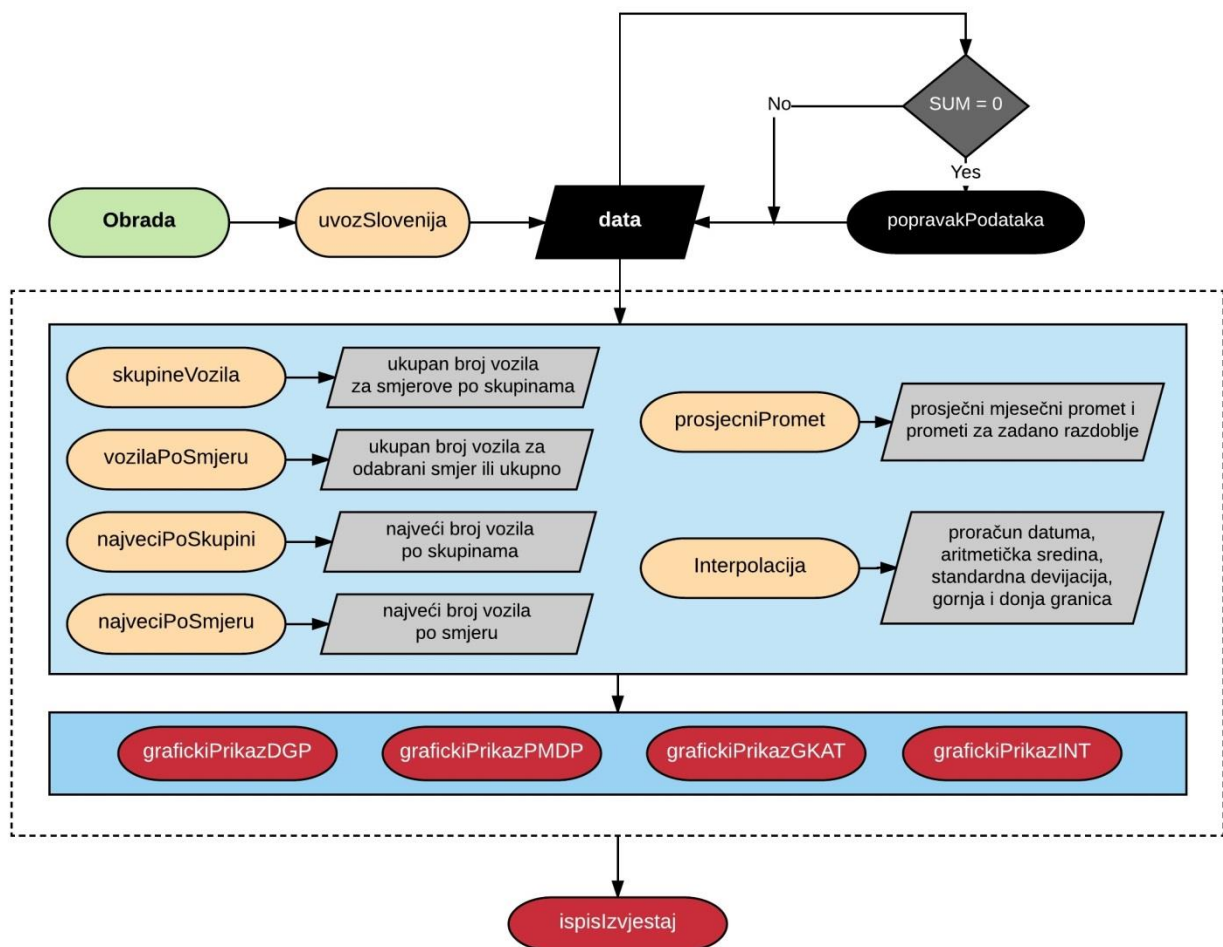 SUM = 0
No
Yes
Obrada
uvozSlovenija
data
popravakPodataka
skupineVozila
ukupan broj vozila
za smjerove po skupinama
vozilaPoSmjeru
ukupan broj vozila za
odabrani smjer ili ukupno
najveciPoSkupini
najveći broj vozila
po skupinama
najveciPoSmjeru
najveći broj vozila
po smjeru
prosjecniPromet
prosječni mjesečni promet i
prometi za zadano razdoblje
Interpolacija
proračun datuma,
aritmetička sredina,
standardna devijacija,
gornja i donja granica
grafickiPrikazDGP
grafickiPrikazPMDP
grafickiPrikazGKAT
grafickiPrikazINT
ispisIzvjestaj